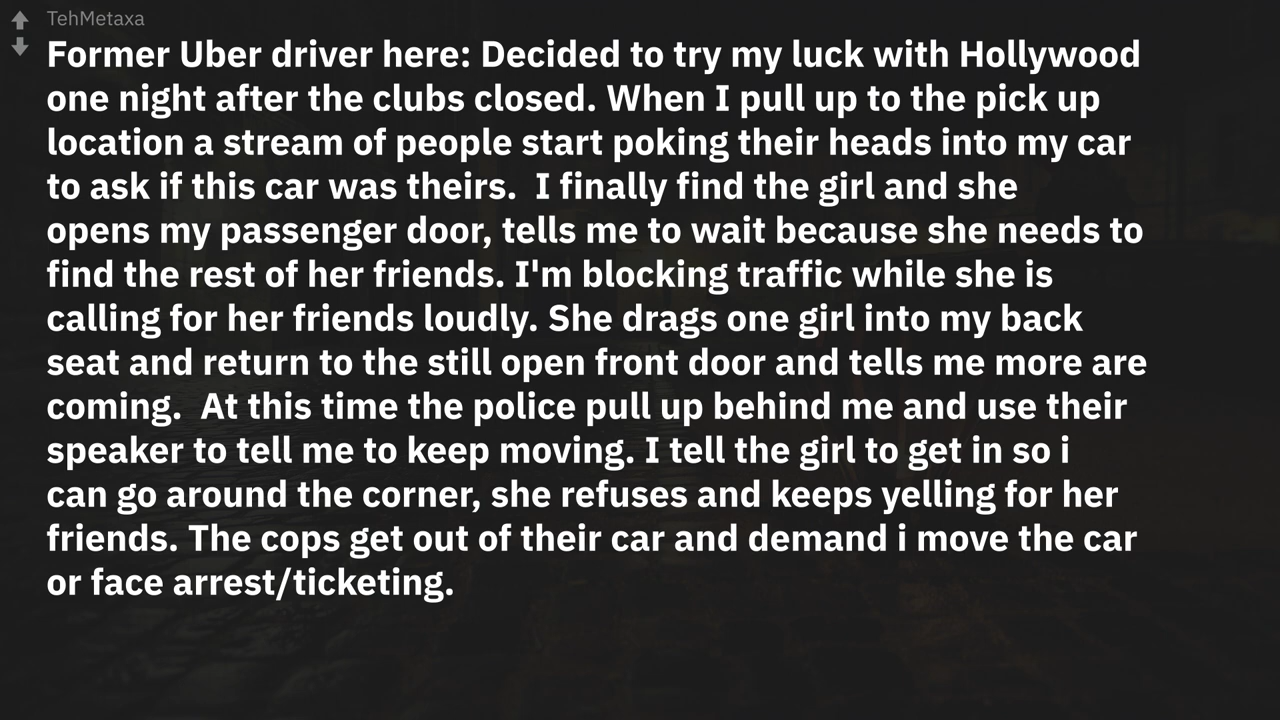 TehMetaxa
Former Uber driver here: Decided to try my luck with Hollywood
one night after the clubs closed. When I pull up to the pick up
location a stream of people start poking their heads into my car
to ask if this car was theirs.  I finally find the girl and she
opens my passenger door, tells me to wait because she needs to
find the rest of her friends. I'm blocking traffic while she is
calling for her friends loudly. She drags one girl into my back
seat and return to the still open front door and tells me more are
coming.  At this time the police pull up behind me and use their
speaker to tell me to keep moving. I tell the girl to get in so i
can go around the corner, she refuses and keeps yelling for her
friends. The cops get out of their car and demand i move the car
or face arrest/ticketing.